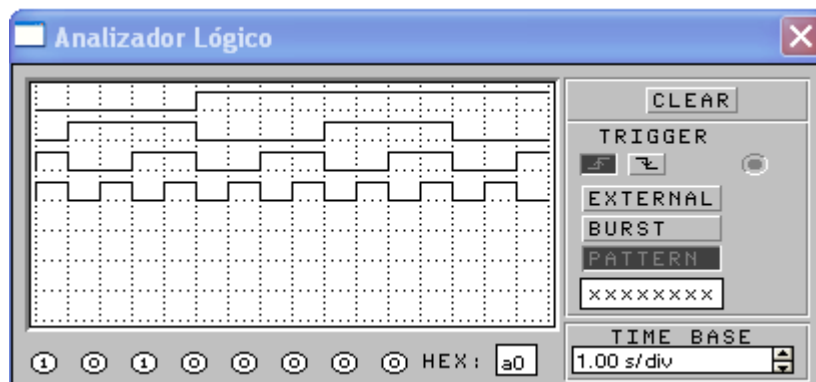 Analizador Lógico
CLEAR
TRIGGER
EXTERNAL
BURST
PATTERN
xxxxxxxx
TIME BASE
1.00 s/div
1 0 1 0 0 0 0 0 HEX: a0